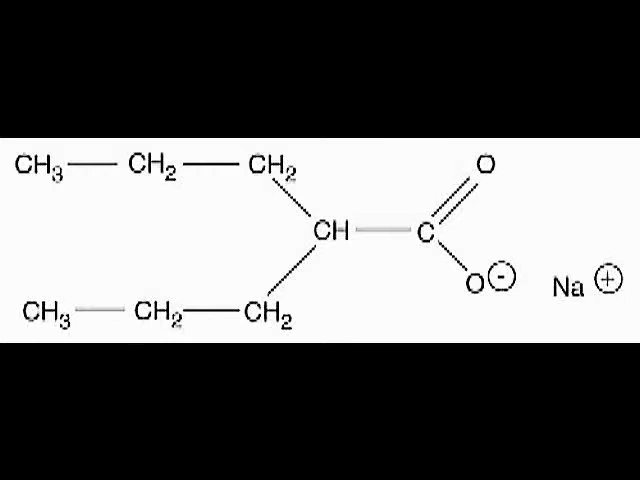 CH₃ CH₂ CH₂ O
CH C
O - Na +
CH₃ CH₂ CH₂